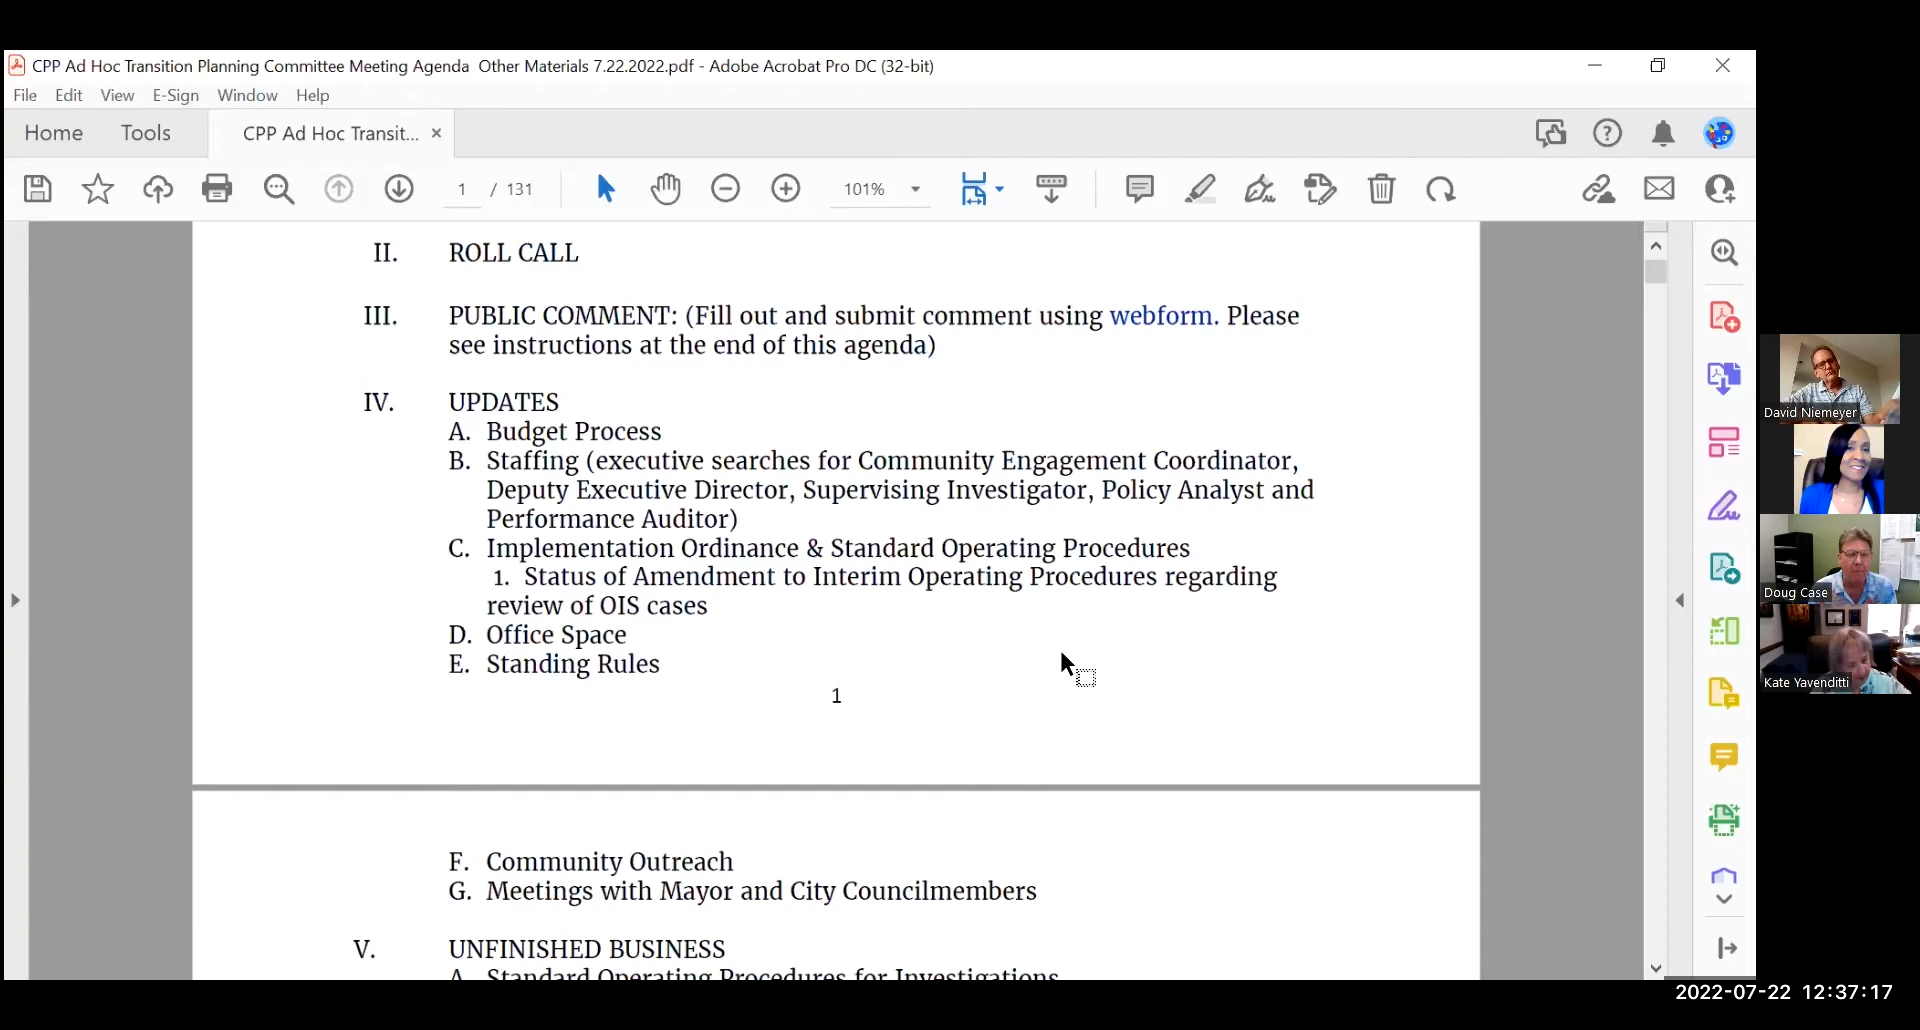 CPP Ad Hoc Transition Planning Committee Meeting Agenda  Other Materials 7.22.2022.pdf - Adobe Acrobat Pro DC (32-bit)
File Edit View E-Sign Window Help
Home Tools CPP Ad Hoc Transit... ×
1 / 131 101%
II. ROLL CALL
III. PUBLIC COMMENT: (Fill out and submit comment using webform. Please
see instructions at the end of this agenda)
IV. UPDATES
A. Budget Process
B. Staffing (executive searches for Community Engagement Coordinator,
Deputy Executive Director, Supervising Investigator, Policy Analyst and
Performance Auditor)
C. Implementation Ordinance & Standard Operating Procedures
1. Status of Amendment to Interim Operating Procedures regarding
review of OIS cases
D. Office Space
E. Standing Rules
1
F. Community Outreach
G. Meetings with Mayor and City Councilmembers
V. UNFINISHED BUSINESS
A. Standard Operating Procedures for Investigations
David Niemeyer
Doug Case
Kate Yavenditti
2022-07-22 12:37:17